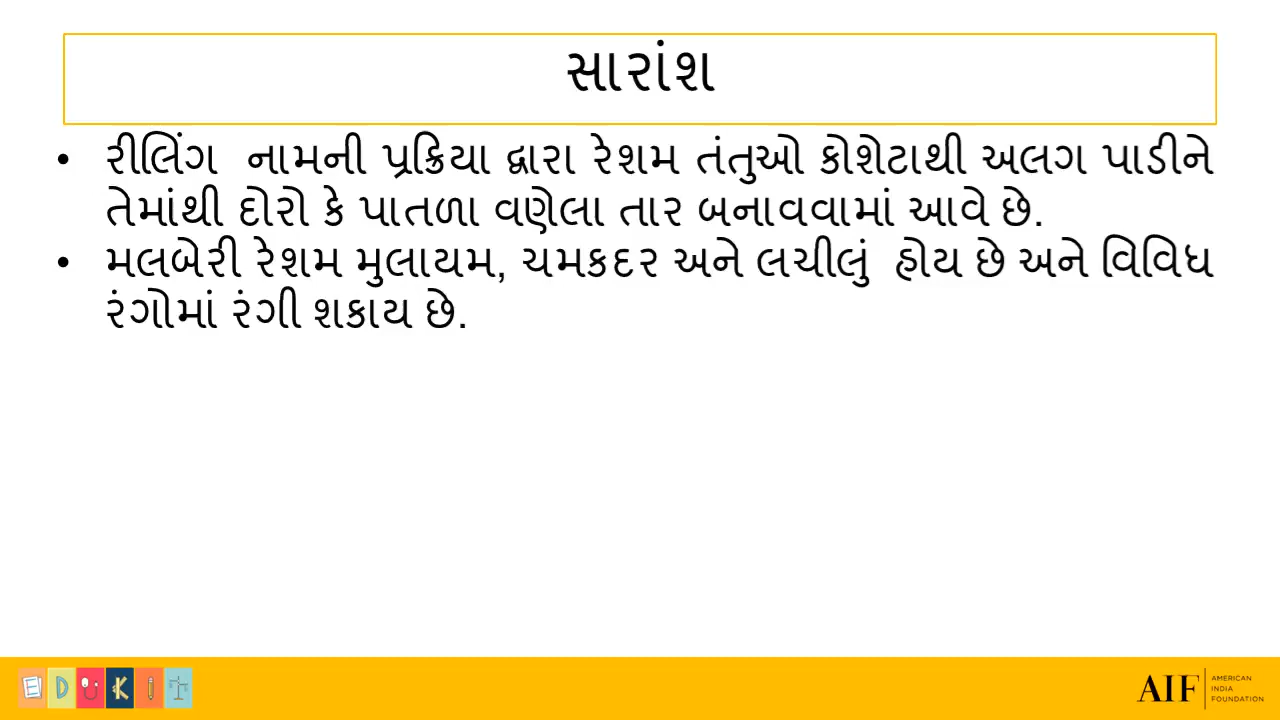 સારાંશ
• રીલિંગ નામની પ્રક્રિયા દ્વારા રેશમ તંતુઓ કોશેટાથી અલગ પાડીને
તેમાંથી દોરો કે પાતળા વણેલા તાર બનાવવામાં આવે છે.
• મલબેરી રેશમ મુલાયમ, ચમકદર અને લચીલું હોય છે અને વિવિધ
રંગોમાં રંગી શકાય છે.
EDUKIT
AIF
AMERICAN
INDIA
FOUNDATION